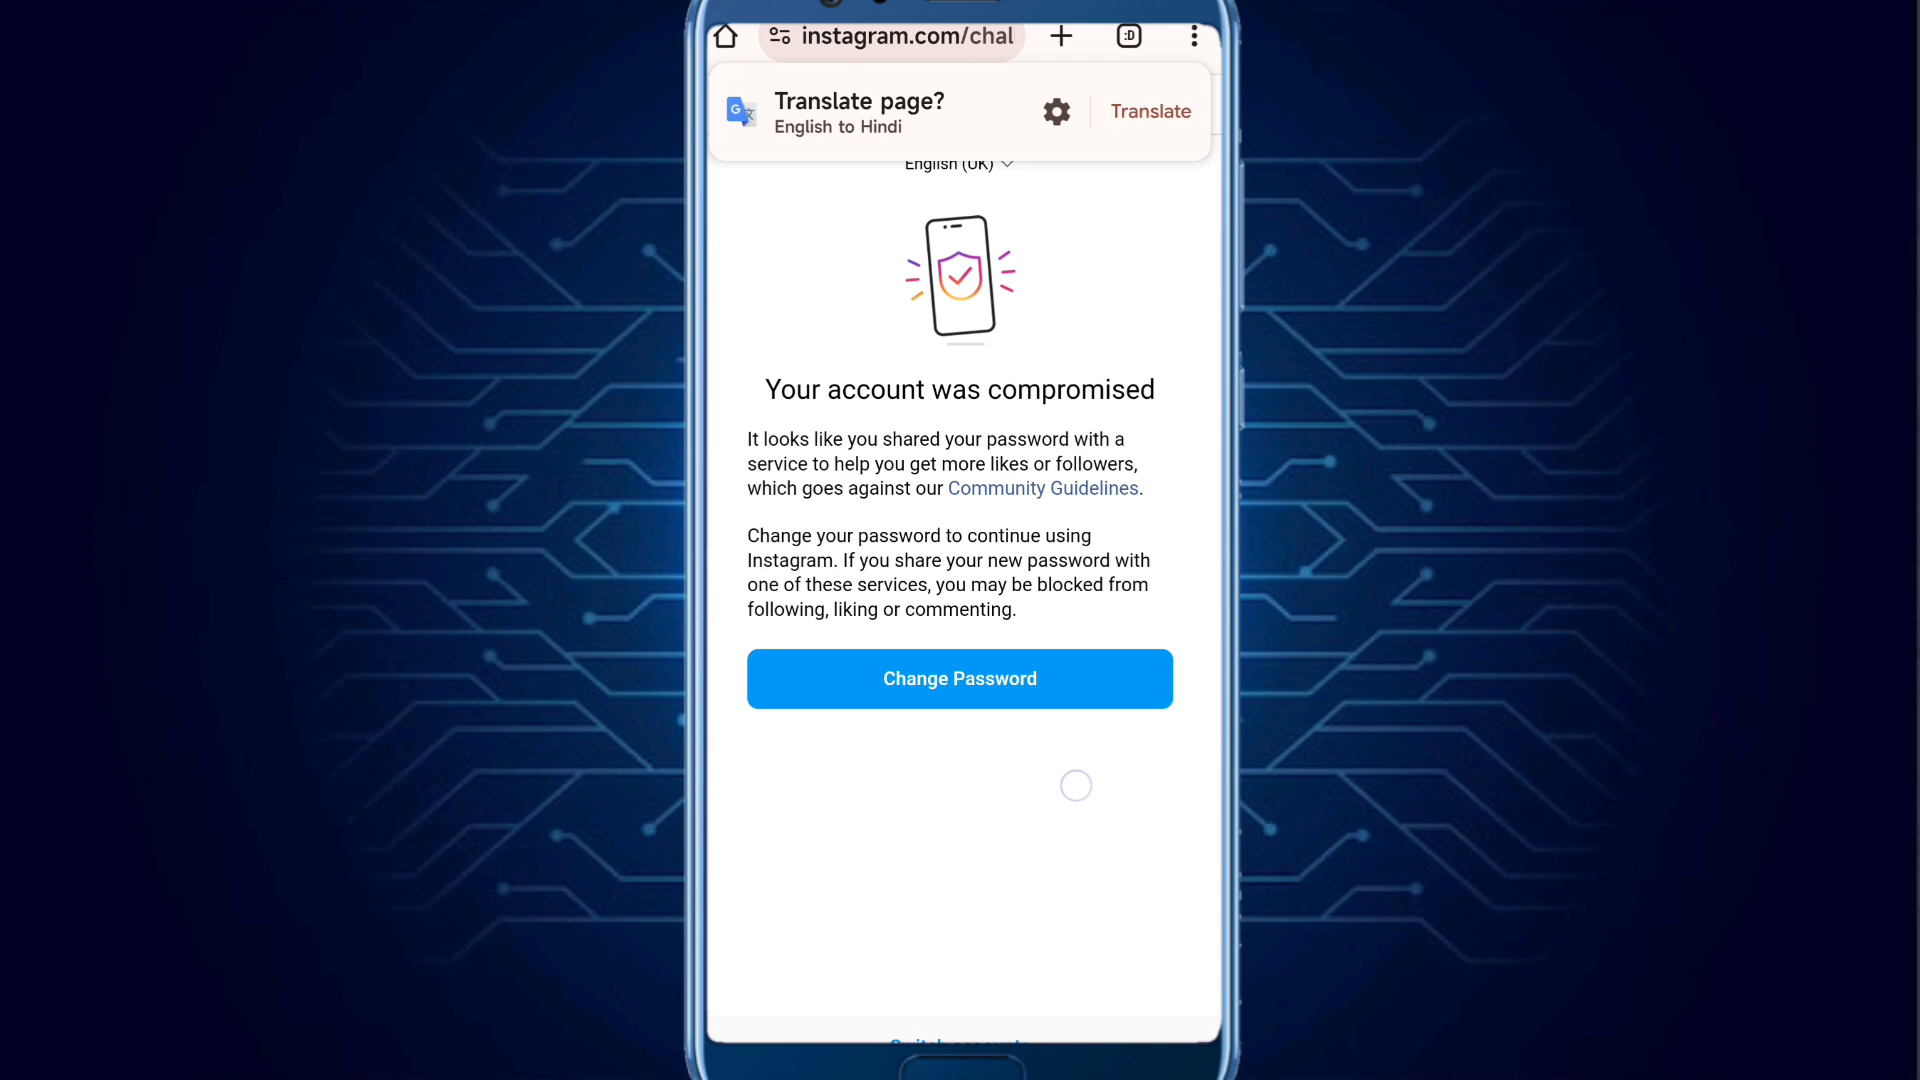 instagram.com/chal
:D
Translate page?
English to Hindi
Translate
English (UK)
Your account was compromised
It looks like you shared your password with a
service to help you get more likes or followers,
which goes against our Community Guidelines.
Change your password to continue using
Instagram. If you share your new password with
one of these services, you may be blocked from
following, liking or commenting.
Change Password